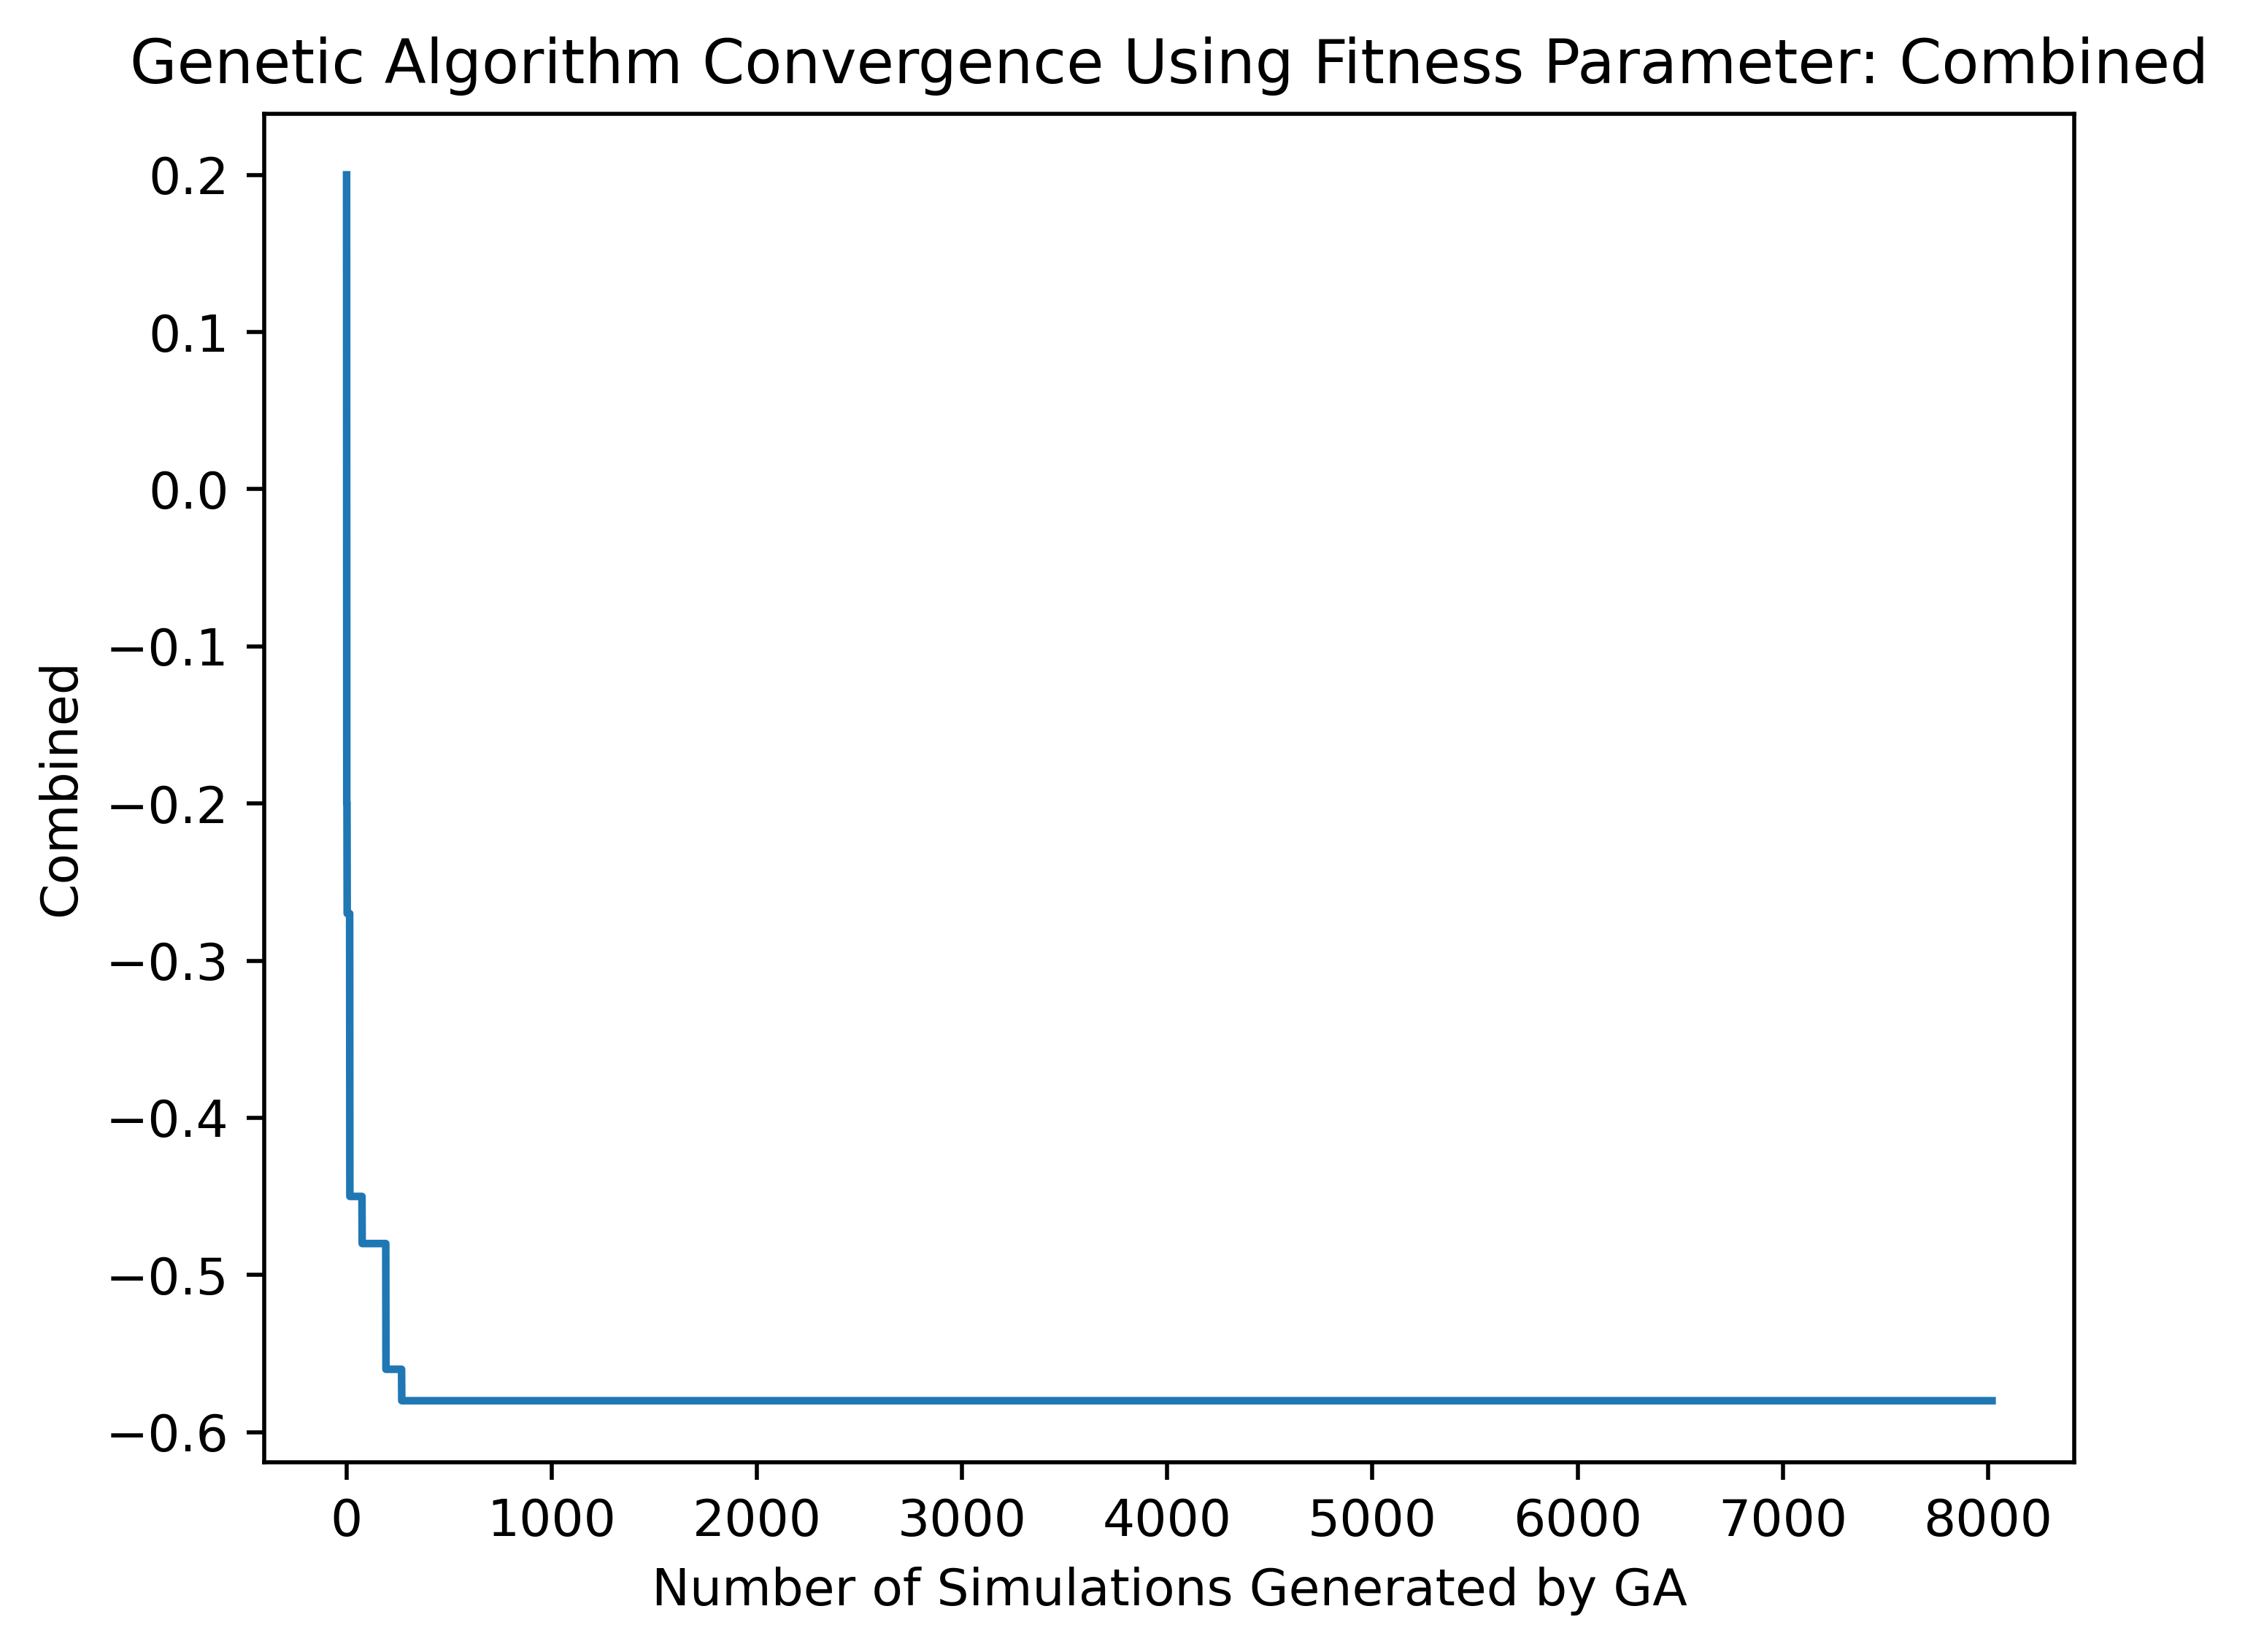 Genetic Algorithm Convergence Using Fitness Parameter: Combined
0.2
0.1
0.0
−0.1
−0.2
−0.3
−0.4
−0.5
−0.6
Combined
0 1000 2000 3000 4000 5000 6000 7000 8000
Number of Simulations Generated by GA